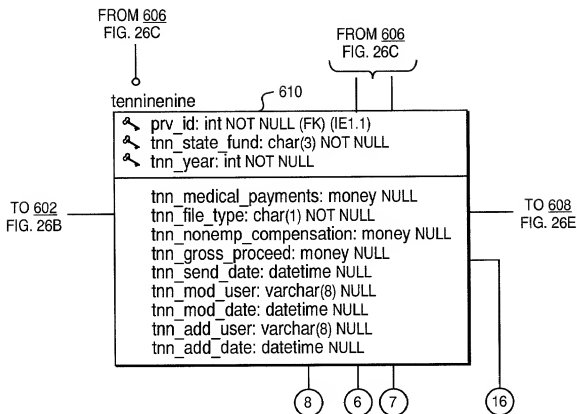 FROM 606
FIG. 26C
FROM 606
FIG. 26C
tenninenine
610
prv_id: int NOT NULL (FK) (IE1.1)
tnn_state_fund: char(3) NOT NULL
tnn_year: int NOT NULL
TO 602
FIG. 26B
tnn_medical_payments: money NULL
tnn_file_type: char(1) NOT NULL
tnn_nonemp_compensation: money NULL
tnn_gross_proceed: money NULL
tnn_send_date: datetime NULL
tnn_mod_user: varchar(8) NULL
tnn_mod_date: datetime NULL
tnn_add_user: varchar(8) NULL
tnn_add_date: datetime NULL
TO 608
FIG. 26E
8
6
7
16